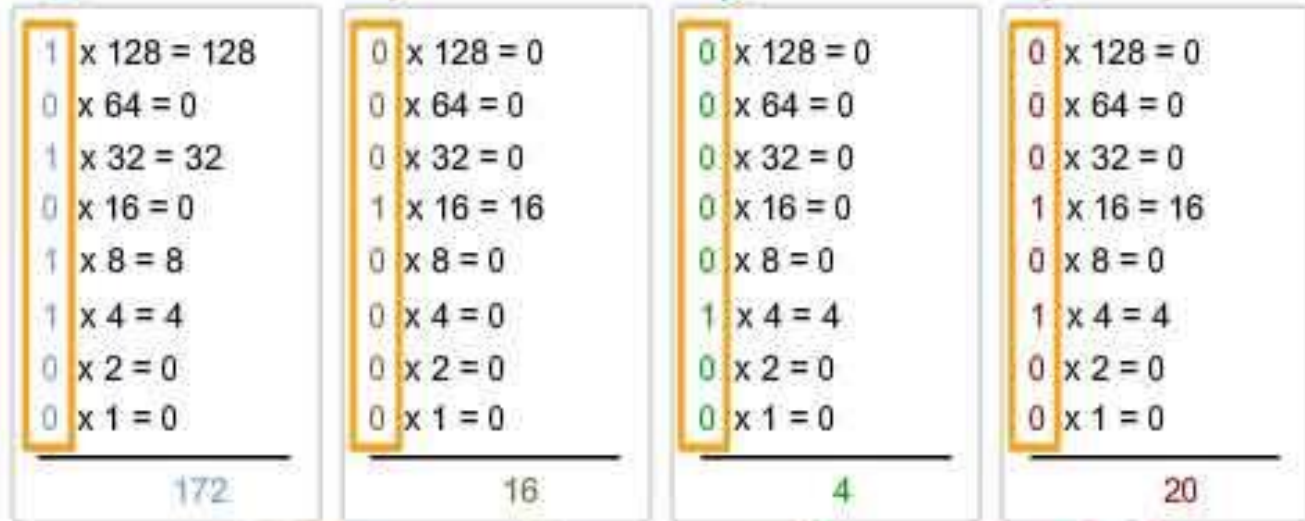 1 x 128 = 128
0 x 64 = 0
1 x 32 = 32
0 x 16 = 0
1 x 8 = 8
1 x 4 = 4
0 x 2 = 0
0 x 1 = 0
172
0 x 128 = 0
0 x 64 = 0
0 x 32 = 0
1 x 16 = 16
0 x 8 = 0
0 x 4 = 0
0 x 2 = 0
0 x 1 = 0
16
0 x 128 = 0
0 x 64 = 0
0 x 32 = 0
0 x 16 = 0
0 x 8 = 0
1 x 4 = 4
0 x 2 = 0
0 x 1 = 0
4
0 x 128 = 0
0 x 64 = 0
0 x 32 = 0
1 x 16 = 16
0 x 8 = 0
1 x 4 = 4
0 x 2 = 0
0 x 1 = 0
20